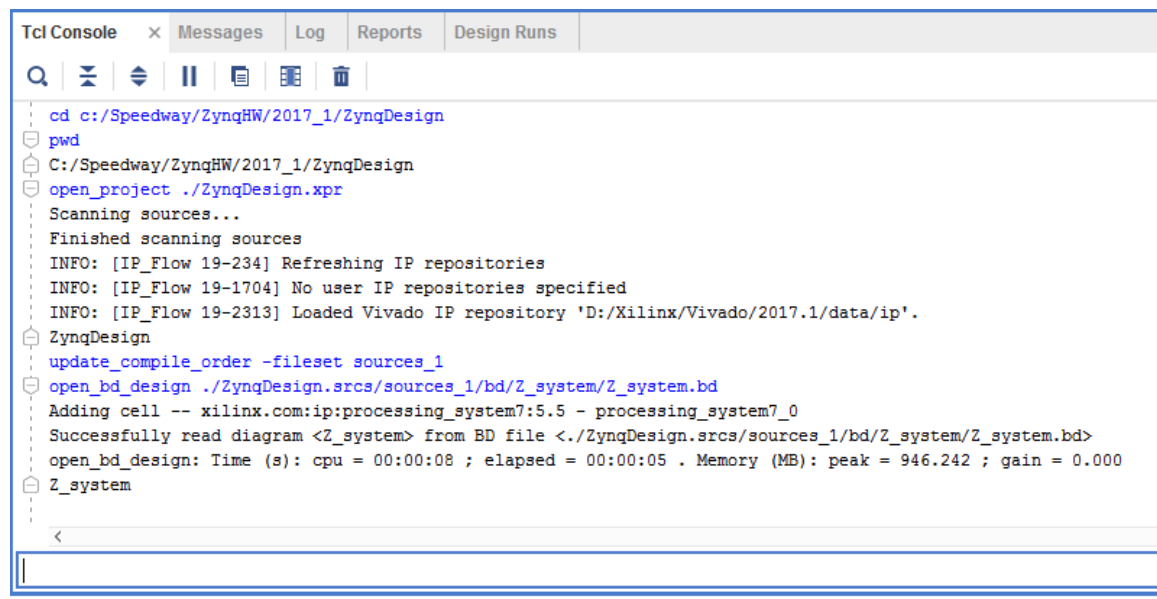 Tcl Console × Messages Log Reports Design Runs
cd c:/Speedway/ZynqHW/2017_1/ZynqDesign
pwd
C:/Speedway/ZynqHW/2017_1/ZynqDesign
open_project ./ZynqDesign.xpr
Scanning sources...
Finished scanning sources
INFO: [IP_Flow 19-234] Refreshing IP repositories
INFO: [IP_Flow 19-1704] No user IP repositories specified
INFO: [IP_Flow 19-2313] Loaded Vivado IP repository 'D:/Xilinx/Vivado/2017.1/data/ip'.
ZynqDesign
update_compile_order -fileset sources_1
open_bd_design ./ZynqDesign.srcs/sources_1/bd/Z_system/Z_system.bd
Adding cell -- xilinx.com:ip:processing_system7:5.5 - processing_system7_0
Successfully read diagram <Z_system> from BD file <./ZynqDesign.srcs/sources_1/bd/Z_system/Z_system.bd>
open_bd_design: Time (s): cpu = 00:00:08 ; elapsed = 00:00:05 . Memory (MB): peak = 946.242 ; gain = 0.000
Z_system